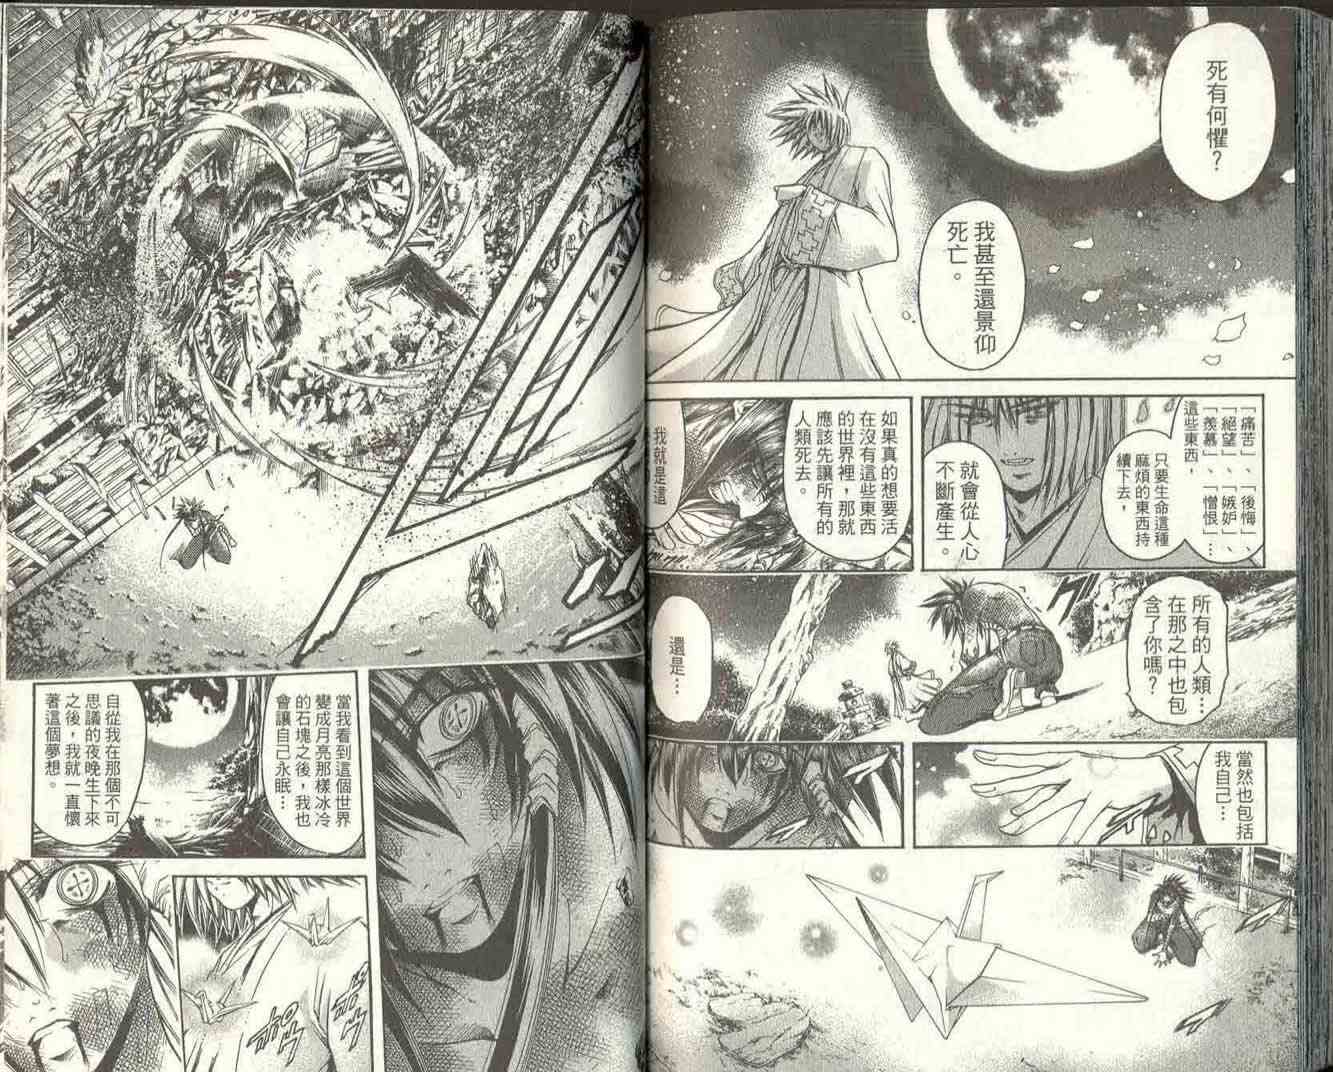 死有何懼？
我甚至還景仰
死亡。
「痛苦」、「後悔」、
「絕望」、「嫉妒」、
「羨慕」、「憎恨」…
這些東西，
只要生命這種
麻煩的東西持
續下去，
就會從人心
不斷產生。
如果真的想要活
在沒有這些東西
的世界裡，那就
應該先讓所有的
人類死去。
我就是這
所有的人類…
在那之中也包
含了你嗎？
還是…
當然也包括
我自己…
當我看到這個世界
變成月亮那樣冰冷
的石塊之後，我也
會讓自己永眠…
自從我在那個不可
思議的夜晚生下來
之後，我就一直懷
著這個夢想。